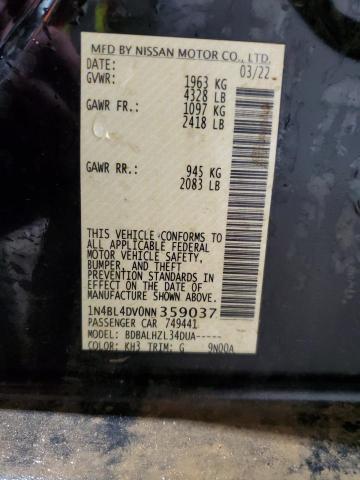 MFD BY NISSAN MOTOR CO., LTD.
DATE: 03/22
GVWR: 1963 KG
4328 LB
GAWR FR.: 1097 KG
2418 LB
GAWR RR.: 945 KG
2083 LB
THIS VEHICLE CONFORMS TO
ALL APPLICABLE FEDERAL
MOTOR VEHICLE SAFETY,
BUMPER, AND THEFT
PREVENTION STANDARDS
IN EFFECT ON THE DATE OF
MANUFACTURE SHOWN ABOVE.
1N4BL4DV0NN359037
PASSENGER CAR 749441
MODEL: BDBALHZL34DUA-----
COLOR: KH3 TRIM: G 9N00A